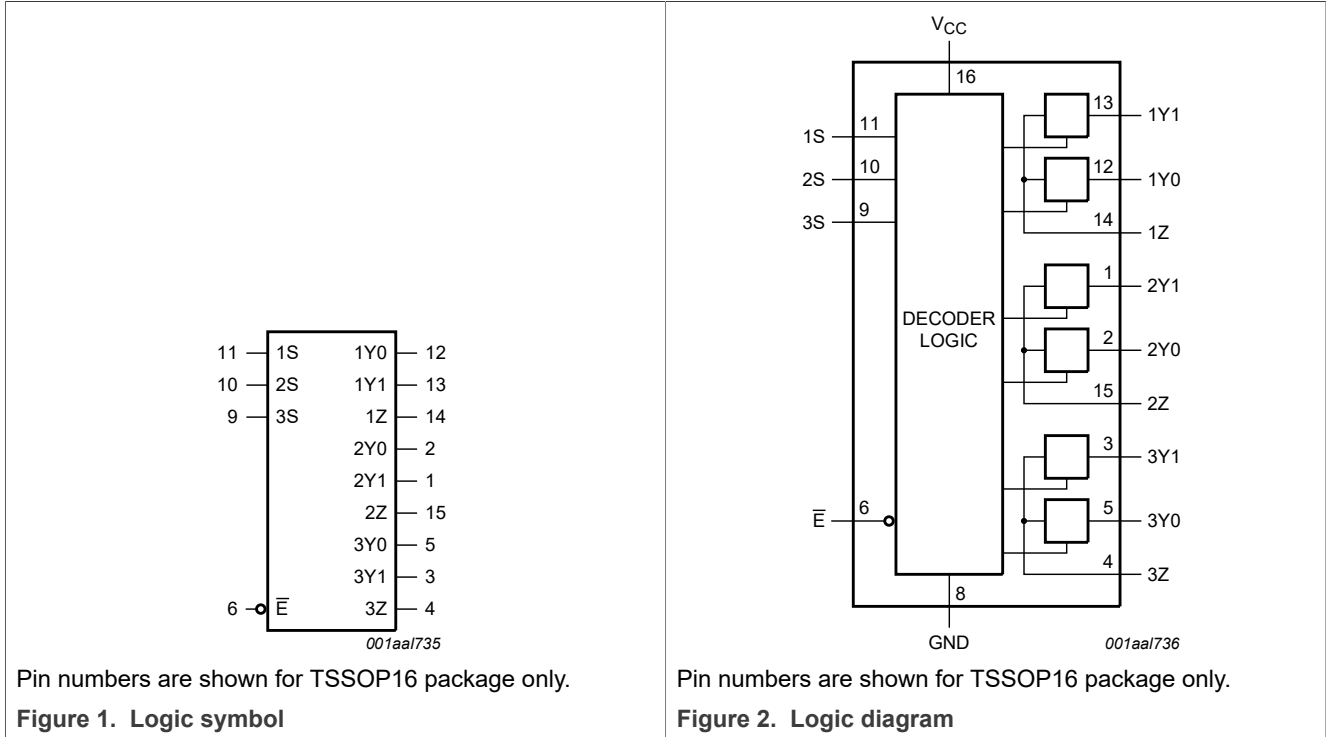 11 1S 1Y0 12
10 2S 1Y1 13
9 3S 1Z 14
2Y0 2
2Y1 1
2Z 15
3Y0 5
3Y1 3
6 E̅ 3Z 4
001aal735
Pin numbers are shown for TSSOP16 package only.
Figure 1. Logic symbol
VCC
16
13 1Y1
1S 11
12 1Y0
2S 10
3S 9
14 1Z
1 2Y1
DECODER
LOGIC
2 2Y0
15 2Z
3 3Y1
E̅ 6
5 3Y0
4 3Z
8
GND
001aal736
Pin numbers are shown for TSSOP16 package only.
Figure 2. Logic diagram